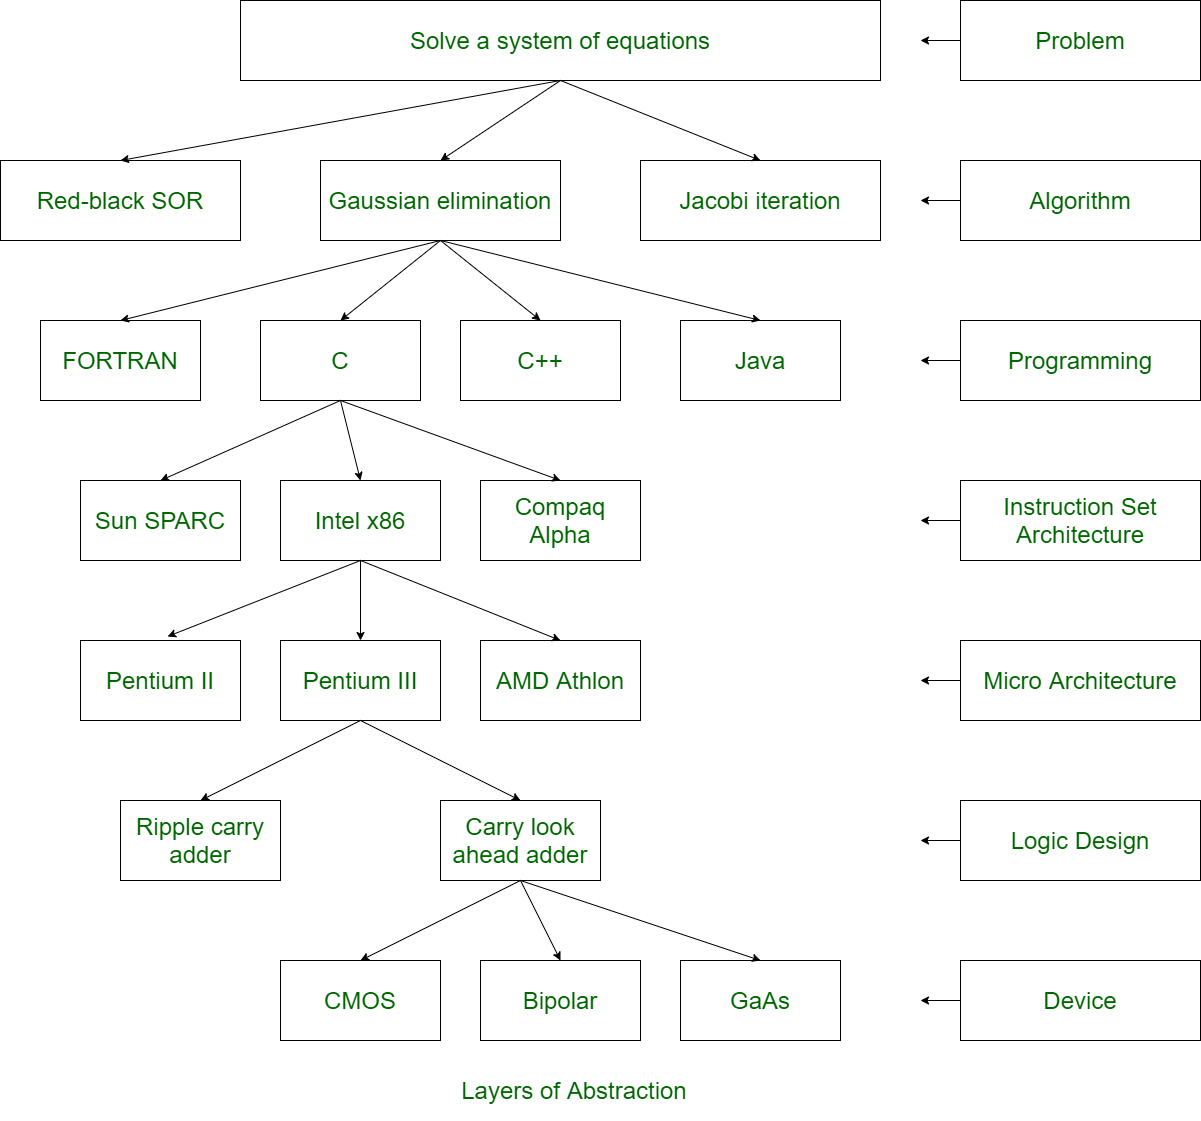 Solve a system of equations
Problem
Red-black SOR
Gaussian elimination
Jacobi iteration
Algorithm
FORTRAN
C
C++
Java
Programming
Sun SPARC
Intel x86
Compaq
Alpha
Instruction Set
Architecture
Pentium II
Pentium III
AMD Athlon
Micro Architecture
Ripple carry
adder
Carry look
ahead adder
Logic Design
CMOS
Bipolar
GaAs
Device
Layers of Abstraction